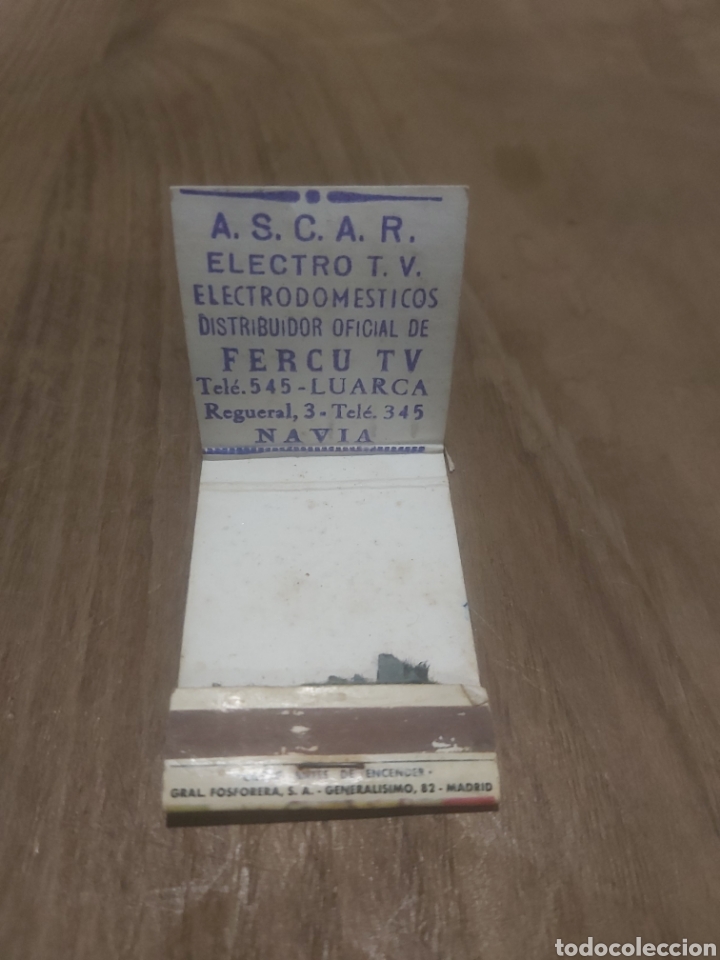 A. S. C. A. R.
ELECTRO T. V.
ELECTRODOMESTICOS
DISTRIBUIDOR OFICIAL DE
FERCU TV
Telé. 545 - LUARCA
Regueral, 3 - Telé. 345
NAVIA
DE ENCENDER -
GRAL. FOSFORERA, S. A. - GENERALISIMO, 82 - MADRID
todocoleccion